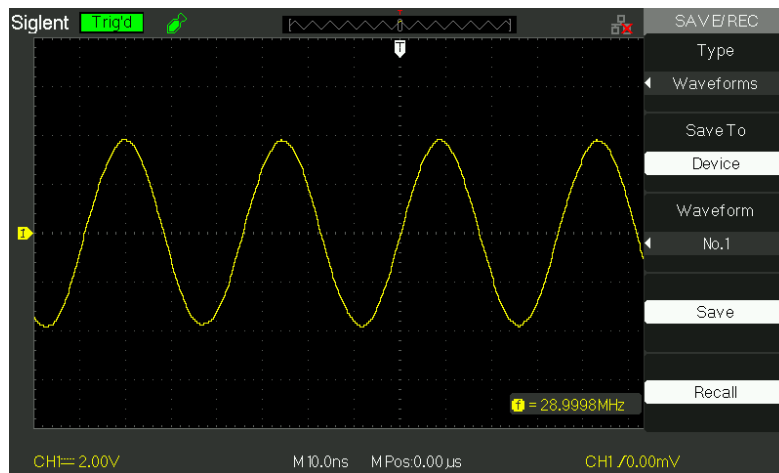 Siglent Trig'd SAVE/REC
T
Type
Waveforms
Save To
Device
Waveform
1
No.1
Save
Recall
f = 28.9998MHz
CH1 2.00V M 10.0ns M Pos:0.00µs CH1 /0.00mV